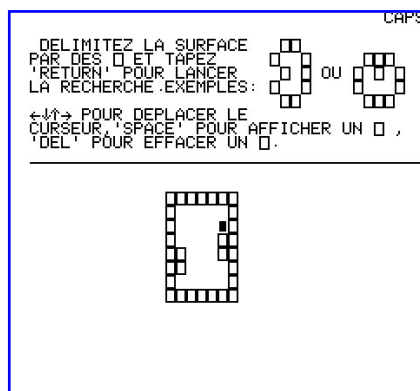 CAPS
DELIMITEZ LA SURFACE
PAR DES □ ET TAPEZ
'RETURN' POUR LANCER OU
LA RECHERCHE.EXEMPLES:
←↓↑→ POUR DEPLACER LE
CURSEUR,'SPACE' POUR AFFICHER UN □ ,
'DEL' POUR EFFACER UN □.